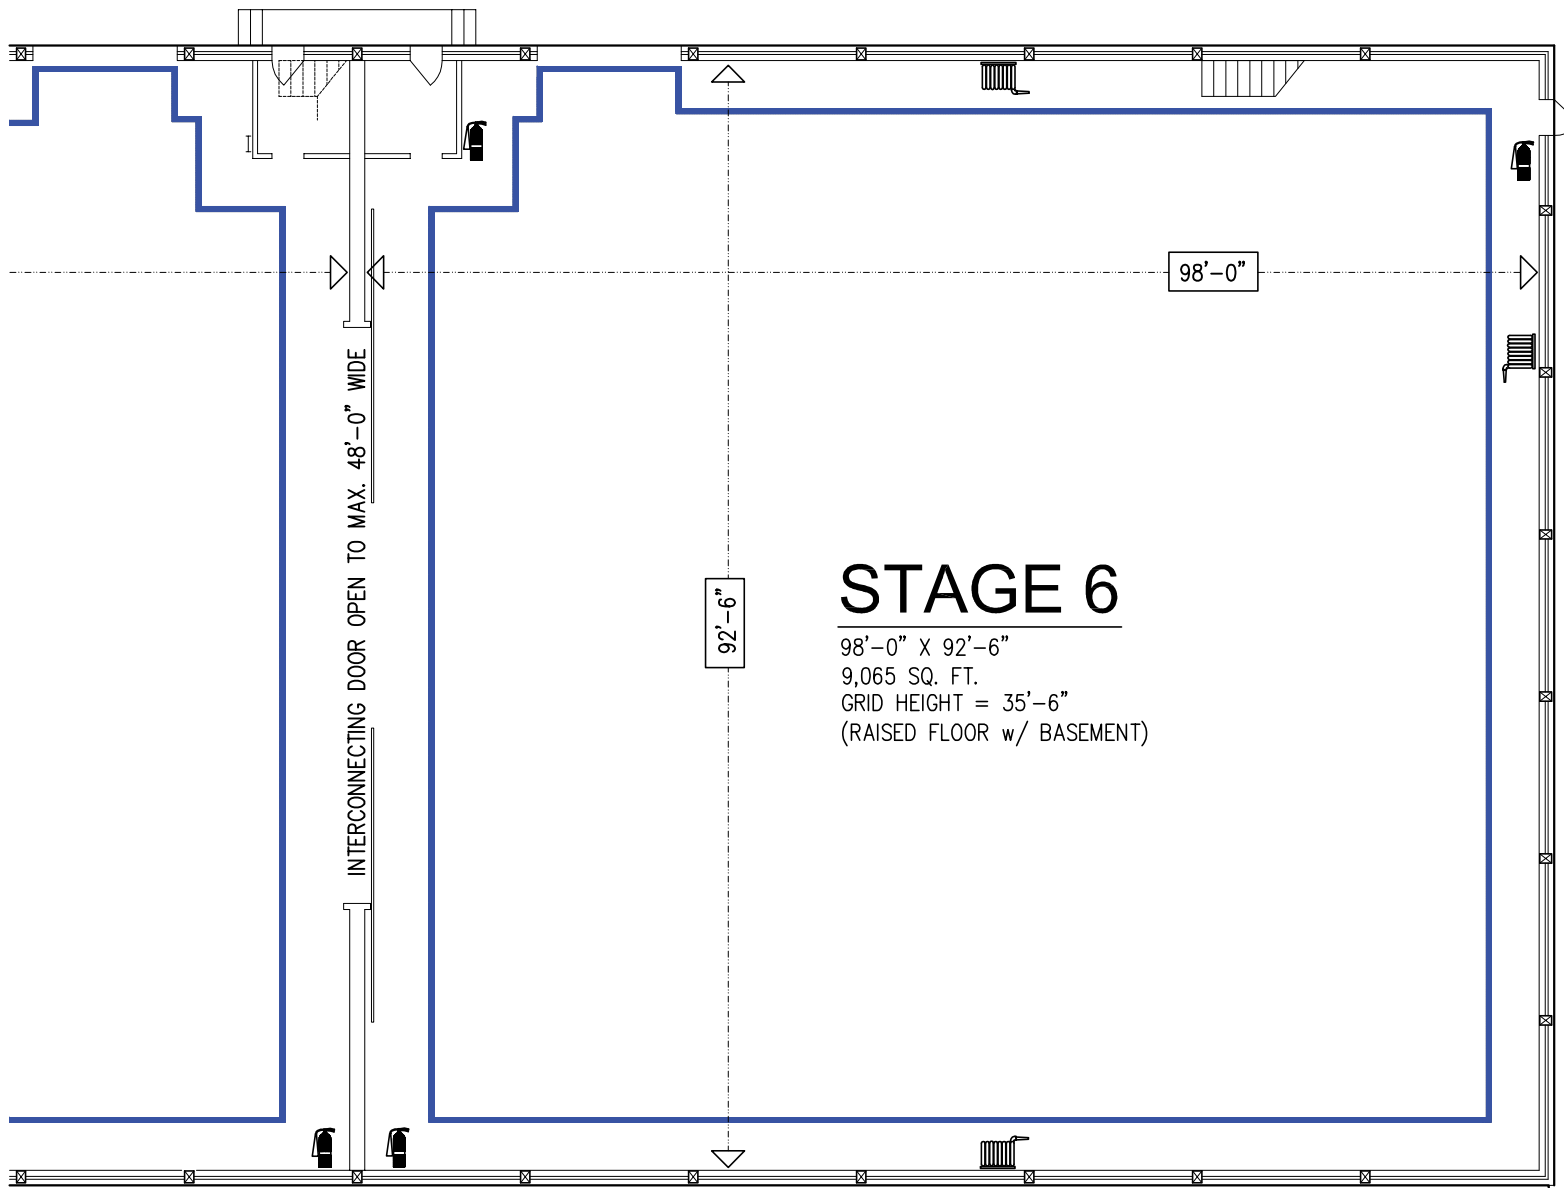 98'-0"
INTERCONNECTING DOOR OPEN TO MAX. 48'-0" WIDE
92'-6"
STAGE 6
98'-0" X 92'-6"
9,065 SQ. FT.
GRID HEIGHT = 35'-6"
(RAISED FLOOR w/ BASEMENT)